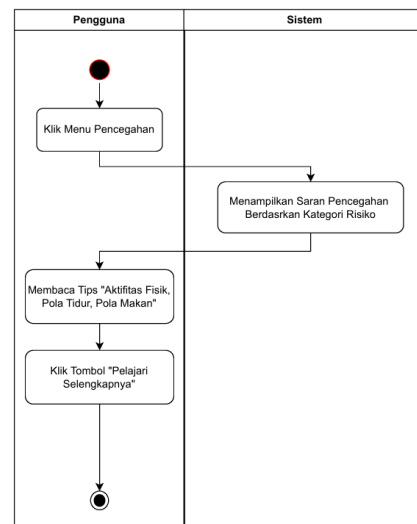 Pengguna
Sistem
Klik Menu Pencegahan
Menampilkan Saran Pencegahan
Berdasrkan Kategori Risiko
Membaca Tips "Aktifitas Fisik,
Pola Tidur, Pola Makan"
Klik Tombol "Pelajari
Selengkapnya"